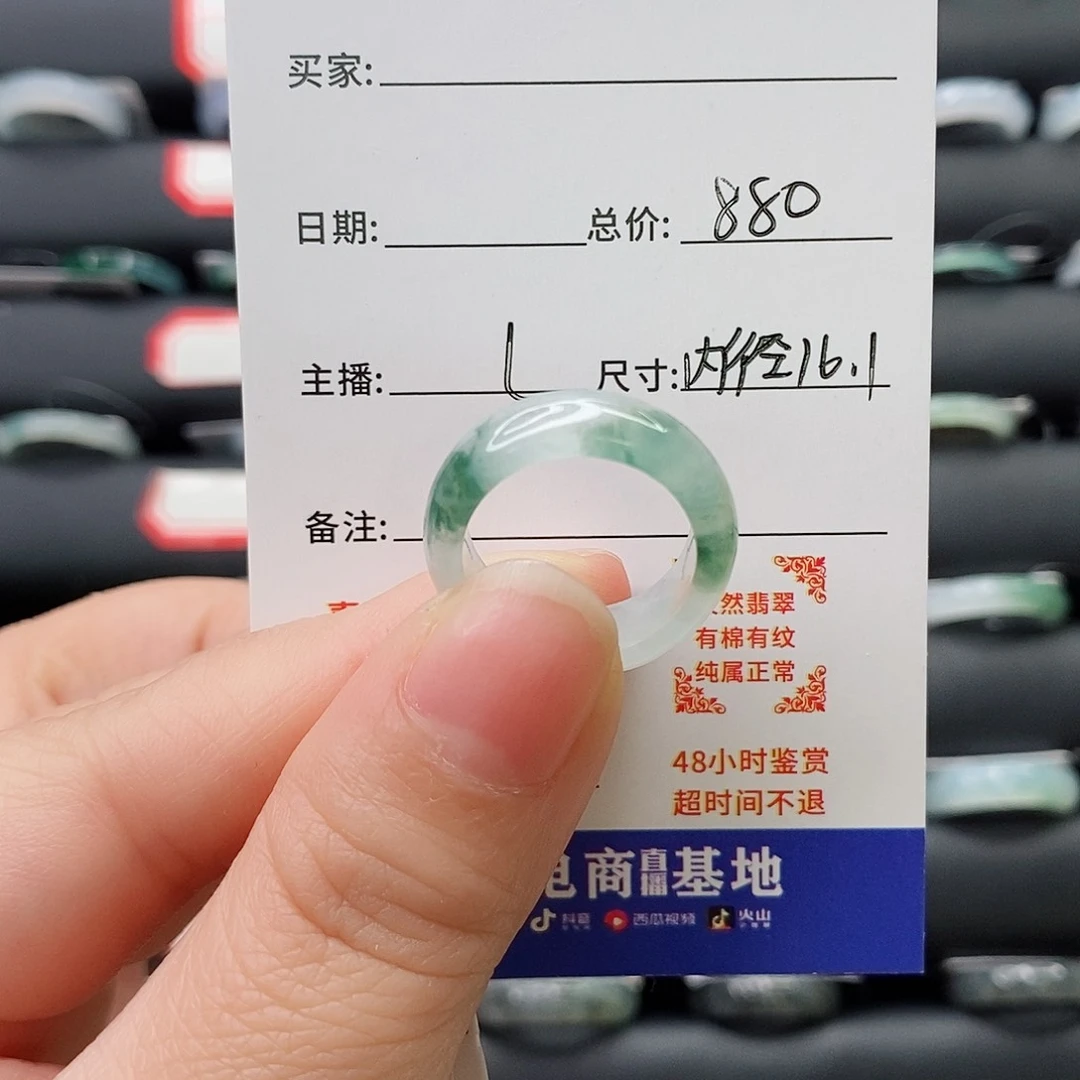 买家:
日期: 总价: 880
主播: L 尺寸: 内径16.1
备注:
然翡翠
有棉有纹
纯属正常
48小时鉴赏
超时间不退
电商直播基地
抖音 西瓜视频 火山